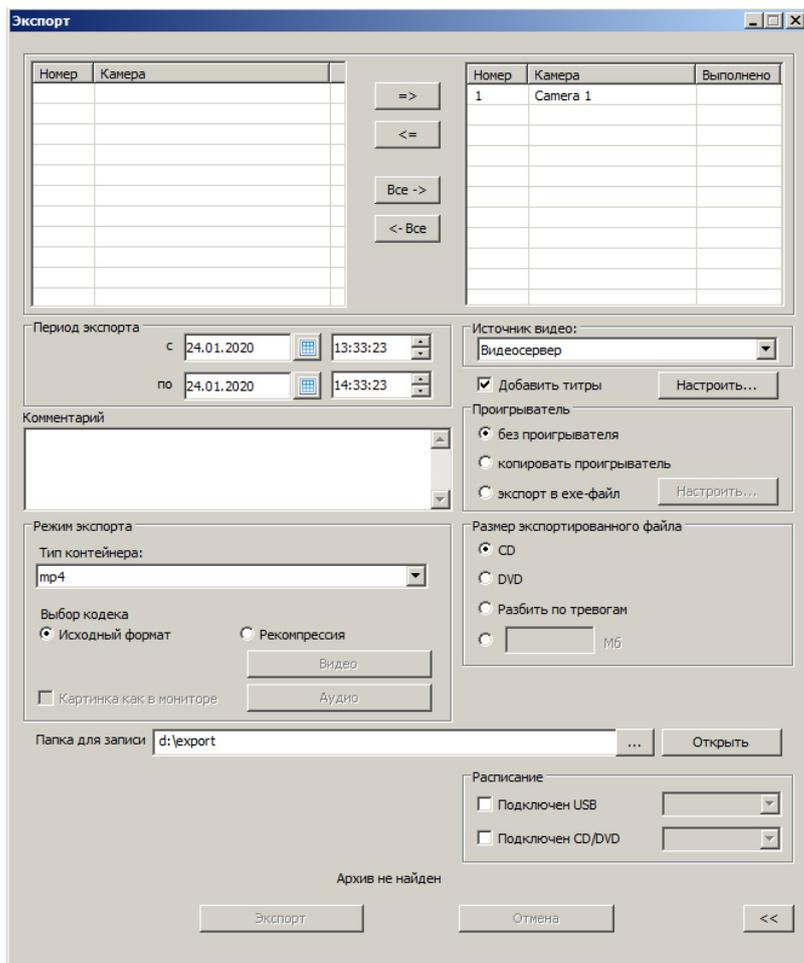 Экспорт
Номер Камера
Номер Камера Выполнено
1 Camera 1
=>
<=
Все ->
<- Все
Период экспорта
с 24.01.2020 13:33:23
по 24.01.2020 14:33:23
Источник видео:
Видеосервер
Добавить титры Настроить...
Комментарий
Проигрыватель
без проигрывателя
копировать проигрыватель
экспорт в exe-файл Настроить...
Режим экспорта
Тип контейнера:
mp4
Выбор кодека
Исходный формат Рекомпрессия
Видео
Картинка как в мониторе Аудио
Размер экспортированного файла
CD
DVD
Разбить по тревогам
Мб
Папка для записи d:\export ... Открыть
Расписание
Подключен USB
Подключен CD/DVD
Архив не найден
Экспорт Отмена <<